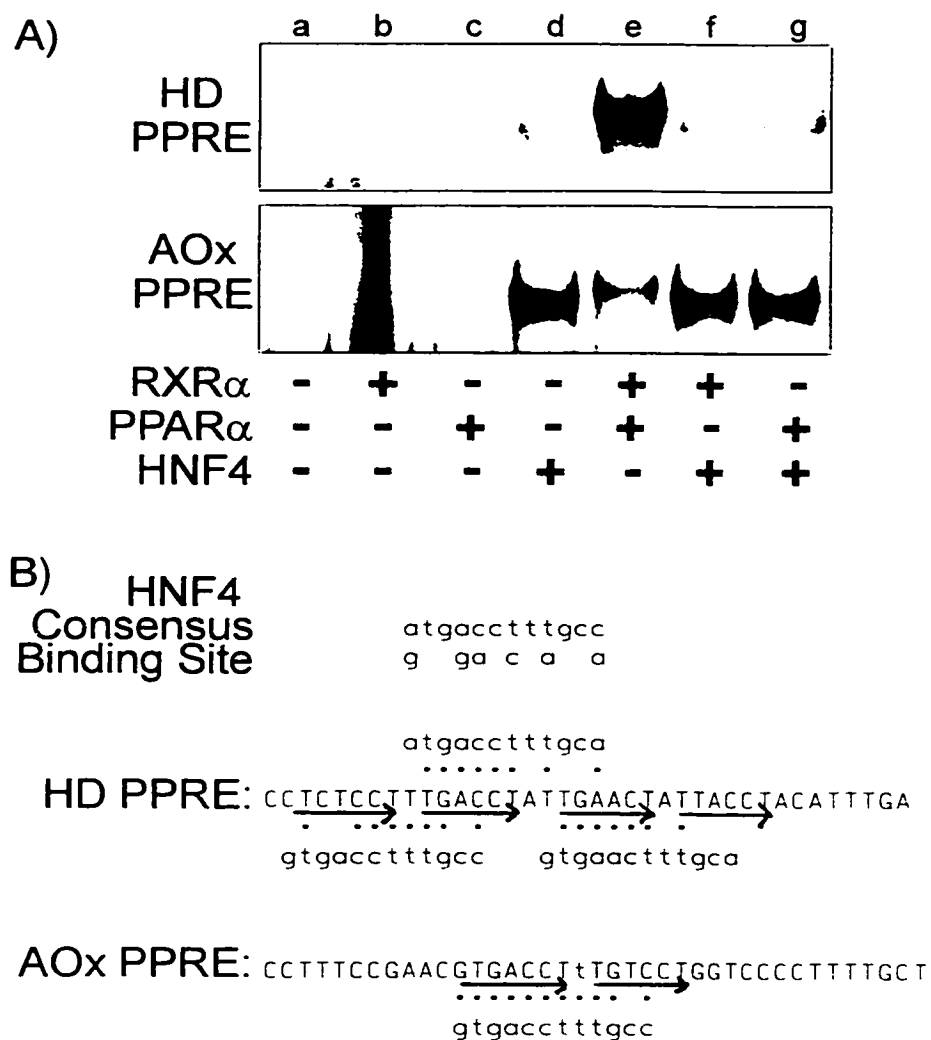 A)
a b c d e f g
HD
PPRE
AOx
PPRE
RXRα - + - - + + -
PPARα - - + - + - +
HNF4 - - - + - + +
B)
HNF4
Consensus
Binding Site
atgacctttgcc
g ga c a a
atgacctttgca
HD PPRE: CCTCTCCTTTGACCTATTGAACTATTACCTACATTTGA
gtgacctttgcc gtgaactttgca
AOx PPRE: CCTTTCCGAACGTGACCTtTGTCCTGGTCCCCTTTTGCT
gtgacctttgcc